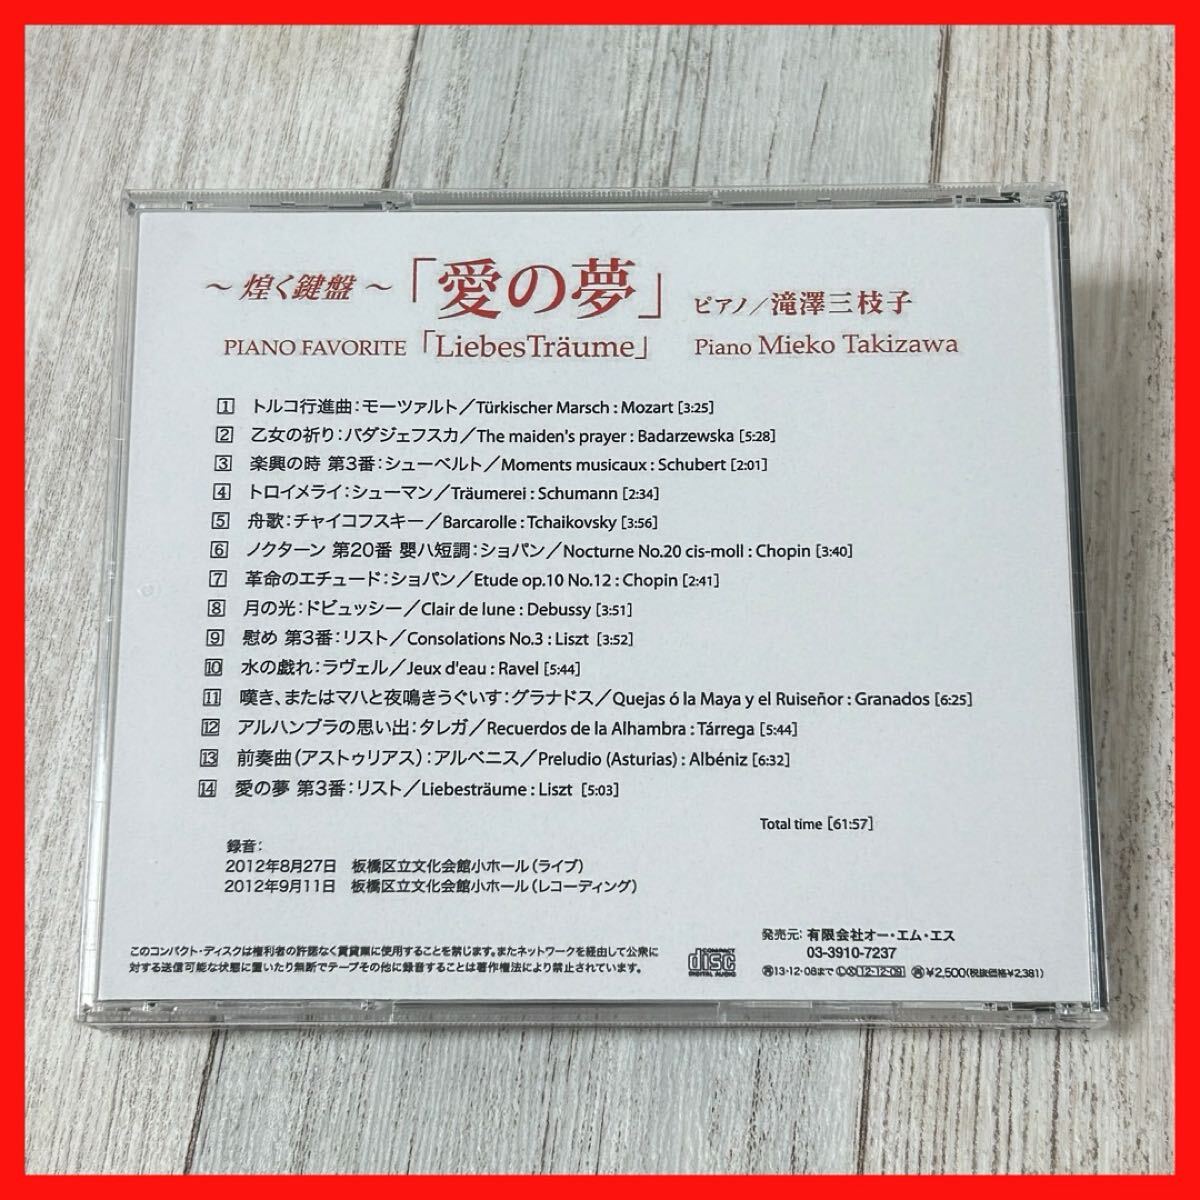 ～煌く鍵盤～「愛の夢」 ピアノ／滝澤三枝子
PIANO FAVORITE「LiebesTräume」 Piano Mieko Takizawa
1 トルコ行進曲：モーツァルト／Türkischer Marsch : Mozart [3:25]
2 乙女の祈り：バダジェフスカ／The maiden's prayer : Badarzewska [5:28]
3 楽興の時 第3番：シューベルト／Moments musicaux : Schubert [2:01]
4 トロイメライ：シューマン／Träumerei : Schumann [2:34]
5 舟歌：チャイコフスキー／Barcarolle : Tchaikovsky [3:56]
6 ノクターン 第20番 嬰ハ短調：ショパン／Nocturne No.20 cis-moll : Chopin [3:40]
7 革命のエチュード：ショパン／Etude op.10 No.12 : Chopin [2:41]
8 月の光：ドビュッシー／Clair de lune : Debussy [3:51]
9 慰め 第3番：リスト／Consolations No.3 : Liszt [3:52]
10 水の戯れ：ラヴェル／Jeux d'eau : Ravel [5:44]
11 嘆き、またはマハと夜鳴きうぐいす：グラナドス／Quejas ó la Maya y el Ruiseñor : Granados [6:25]
12 アルハンブラの思い出：タレガ／Recuerdos de la Alhambra : Tárrega [5:44]
13 前奏曲（アストゥリアス）：アルベニス／Preludio (Asturias) : Albéniz [6:32]
14 愛の夢 第3番：リスト／Liebesträume : Liszt [5:03]
Total time [61:57]
録音：
2012年8月27日 板橋区立文化会館小ホール（ライブ）
2012年9月11日 板橋区立文化会館小ホール（レコーディング）
このコンパクト・ディスクは権利者の許諾なく賃貸業に使用することを禁じます。またネットワークを経由して公衆に
対する送信可能な状態に置いたり無断でテープその他に録音することは著作権法により禁止されています。
COMPACT
disc
DIGITAL AUDIO
発売元：有限会社オー・エム・エス
03-3910-7237
㋐13・12・08まで Ⓛ Ⓧ 12・12・09 ㋐¥2,500(税抜価格¥2,381)